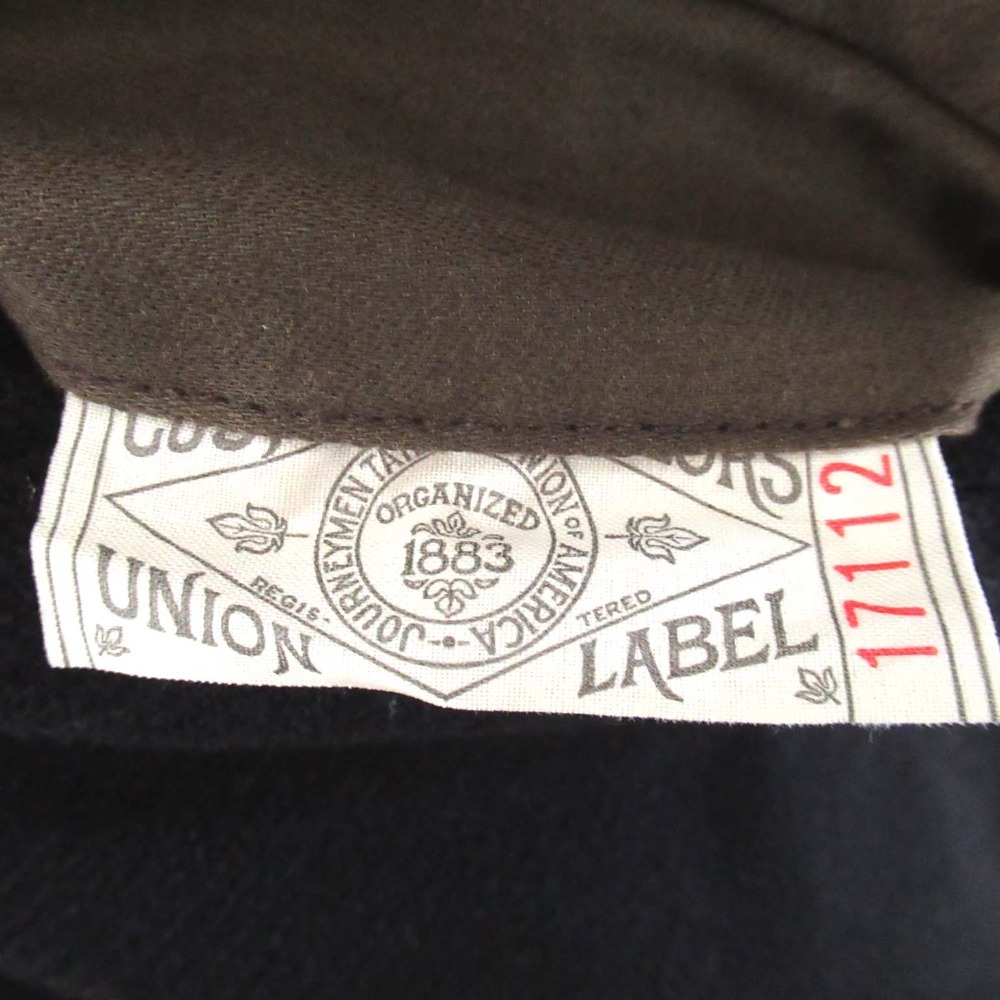 ORGANIZED
1883
JOURNEYMEN
OF AMERICA
REGIS-
TERED
UNION
LABEL
17112